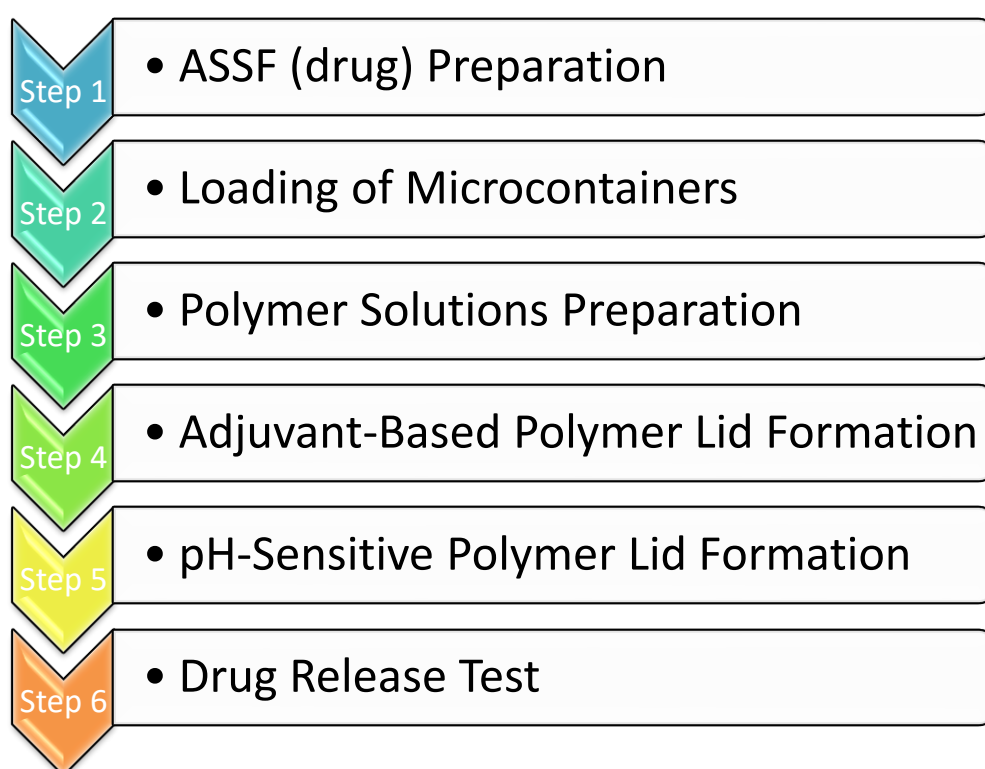 Step 1
• ASSF (drug) Preparation
Step 2
• Loading of Microcontainers
Step 3
• Polymer Solutions Preparation
Step 4
• Adjuvant-Based Polymer Lid Formation
Step 5
• pH-Sensitive Polymer Lid Formation
Step 6
• Drug Release Test